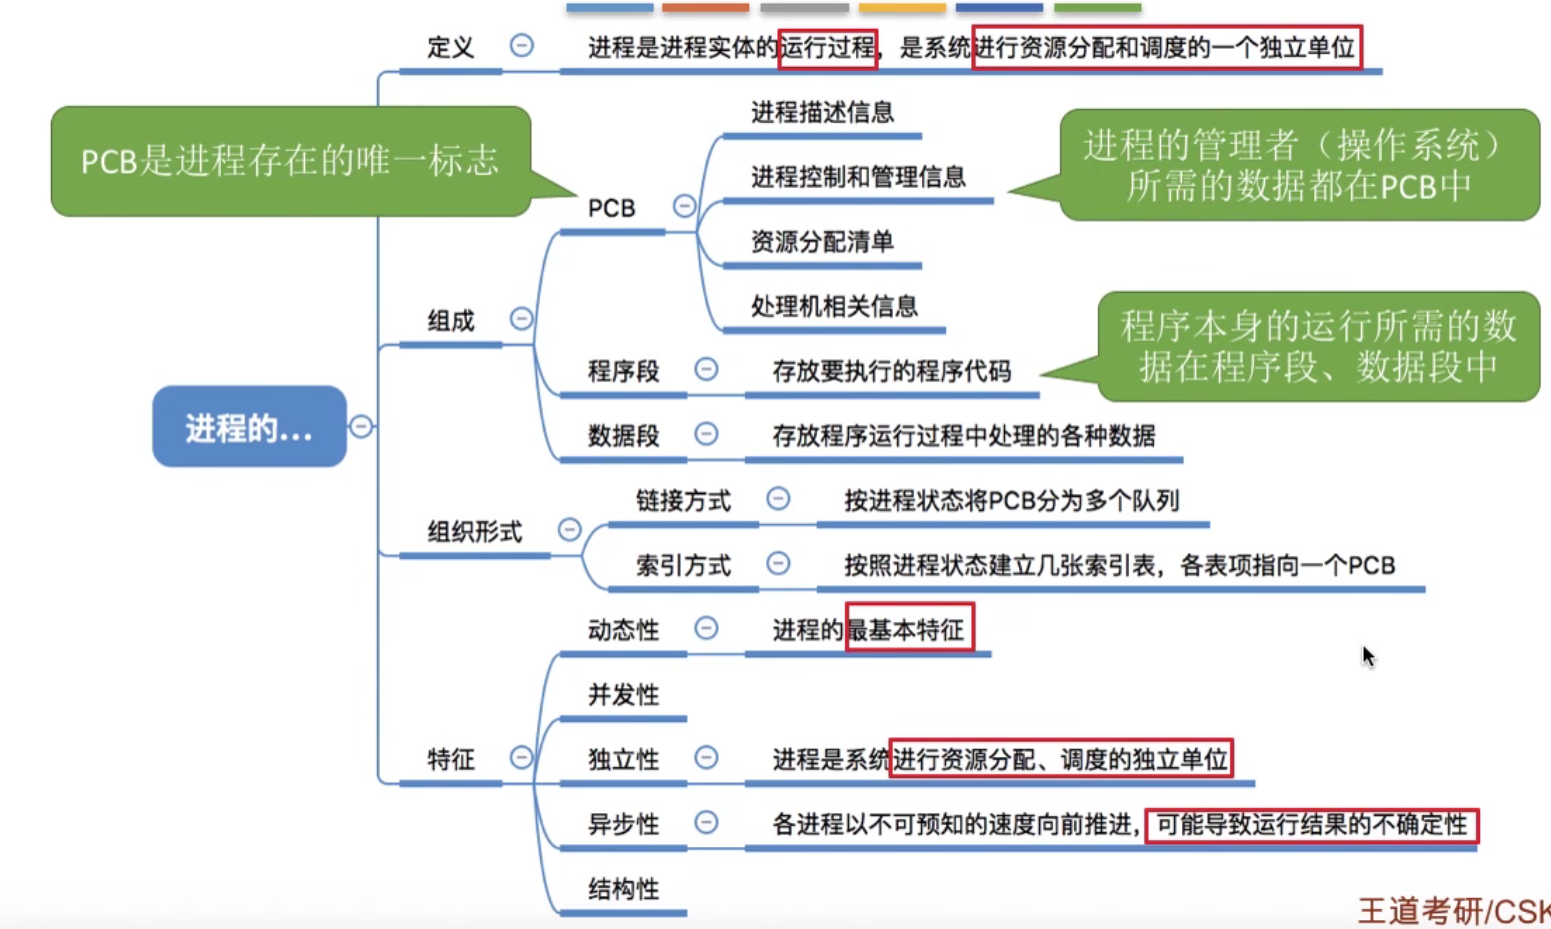 定义
进程是进程实体的运行过程，是系统进行资源分配和调度的一个独立单位
PCB是进程存在的唯一标志
进程描述信息
进程控制和管理信息
进程的管理者（操作系统）
所需的数据都在PCB中
PCB
资源分配清单
处理机相关信息
组成
程序段
存放要执行的程序代码
程序本身的运行所需的数
据在程序段、数据段中
数据段
存放程序运行过程中处理的各种数据
进程的...
组织形式
链接方式
按进程状态将PCB分为多个队列
索引方式
按照进程状态建立几张索引表，各表项指向一个PCB
动态性
进程的最基本特征
并发性
特征
独立性
进程是系统进行资源分配、调度的独立单位
异步性
各进程以不可预知的速度向前推进，可能导致运行结果的不确定性
结构性
王道考研/CSK